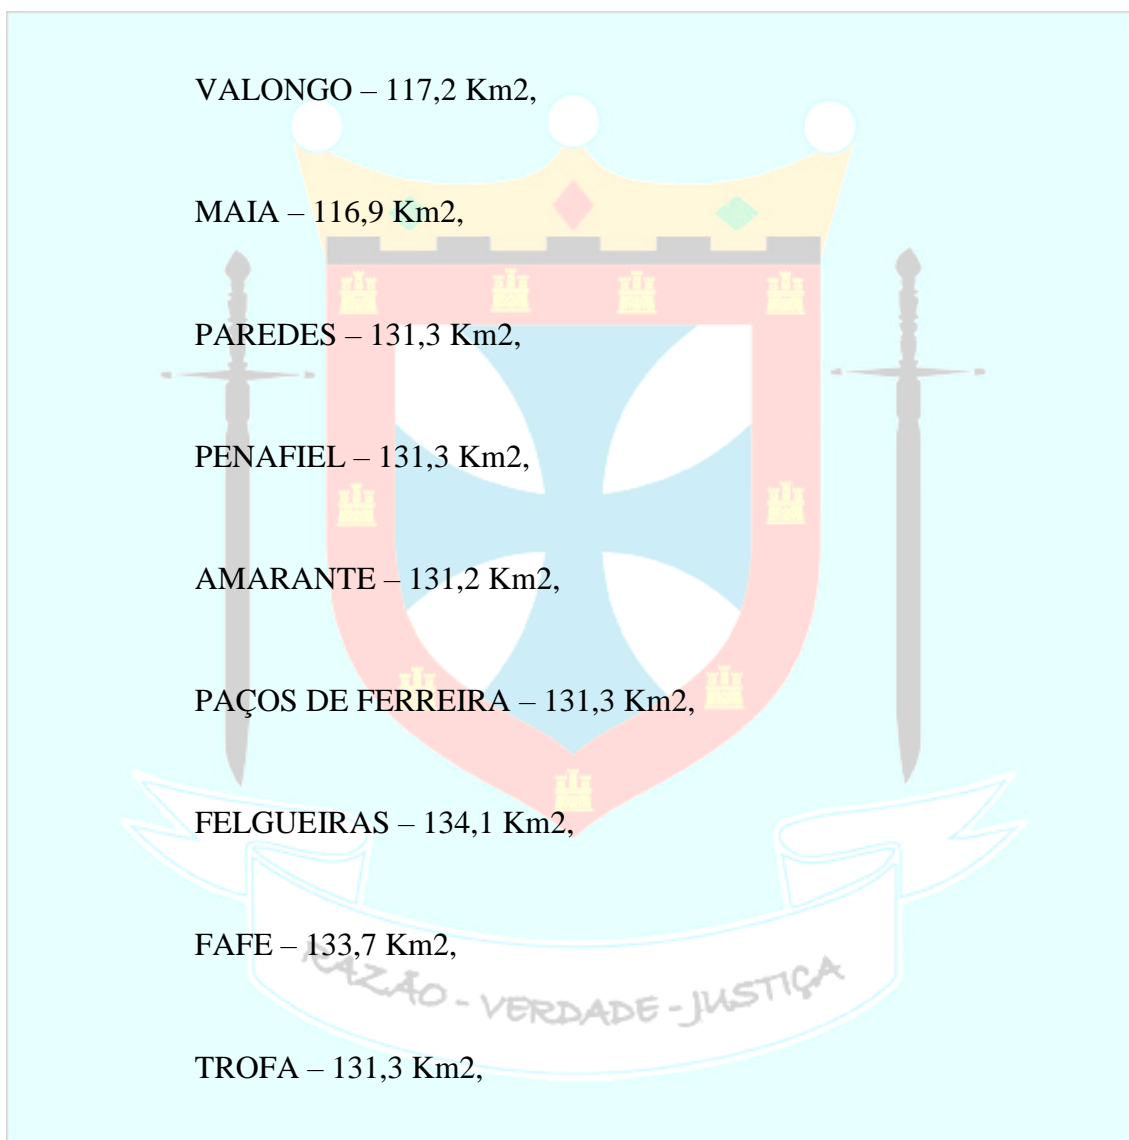 VALONGO – 117,2 Km2,
MAIA – 116,9 Km2,
PAREDES – 131,3 Km2,
PENAFIEL – 131,3 Km2,
AMARANTE – 131,2 Km2,
PAÇOS DE FERREIRA – 131,3 Km2,
FELGUEIRAS – 134,1 Km2,
FAFE – 133,7 Km2,
RAZÃO - VERDADE - JUSTIÇA
TROFA – 131,3 Km2,